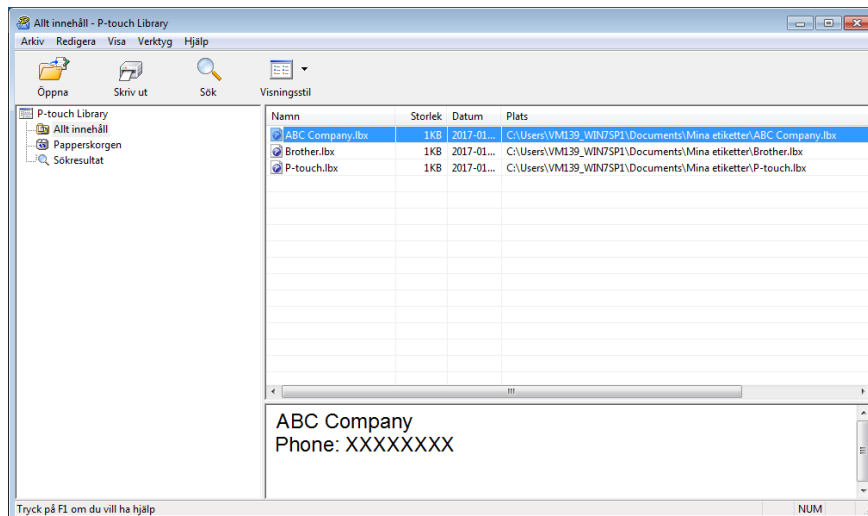 Allt innehåll - P-touch Library
Arkiv Redigera Visa Verktyg Hjälp
Öppna Skriv ut Sök Visningsstil
P-touch Library
Allt innehåll
Papperskorgen
Sökresultat
Namn Storlek Datum Plats
ABC Company.lbx 1KB 2017-01... C:\Users\VM139_WIN7SP1\Documents\Mina etiketter\ABC Company.lbx
Brother.lbx 1KB 2017-01... C:\Users\VM139_WIN7SP1\Documents\Mina etiketter\Brother.lbx
P-touch.lbx 1KB 2017-01... C:\Users\VM139_WIN7SP1\Documents\Mina etiketter\P-touch.lbx
ABC Company
Phone: XXXXXXXX
Tryck på F1 om du vill ha hjälp NUM